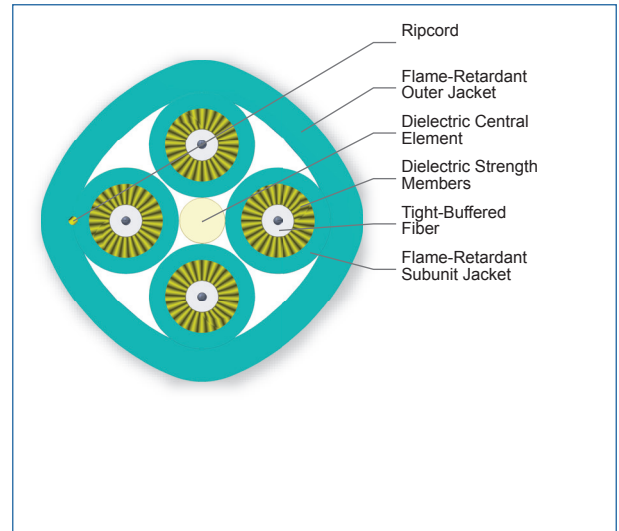 Ripcord
Flame-Retardant
Outer Jacket
Dielectric Central
Element
Dielectric Strength
Members
Tight-Buffered
Fiber
Flame-Retardant
Subunit Jacket